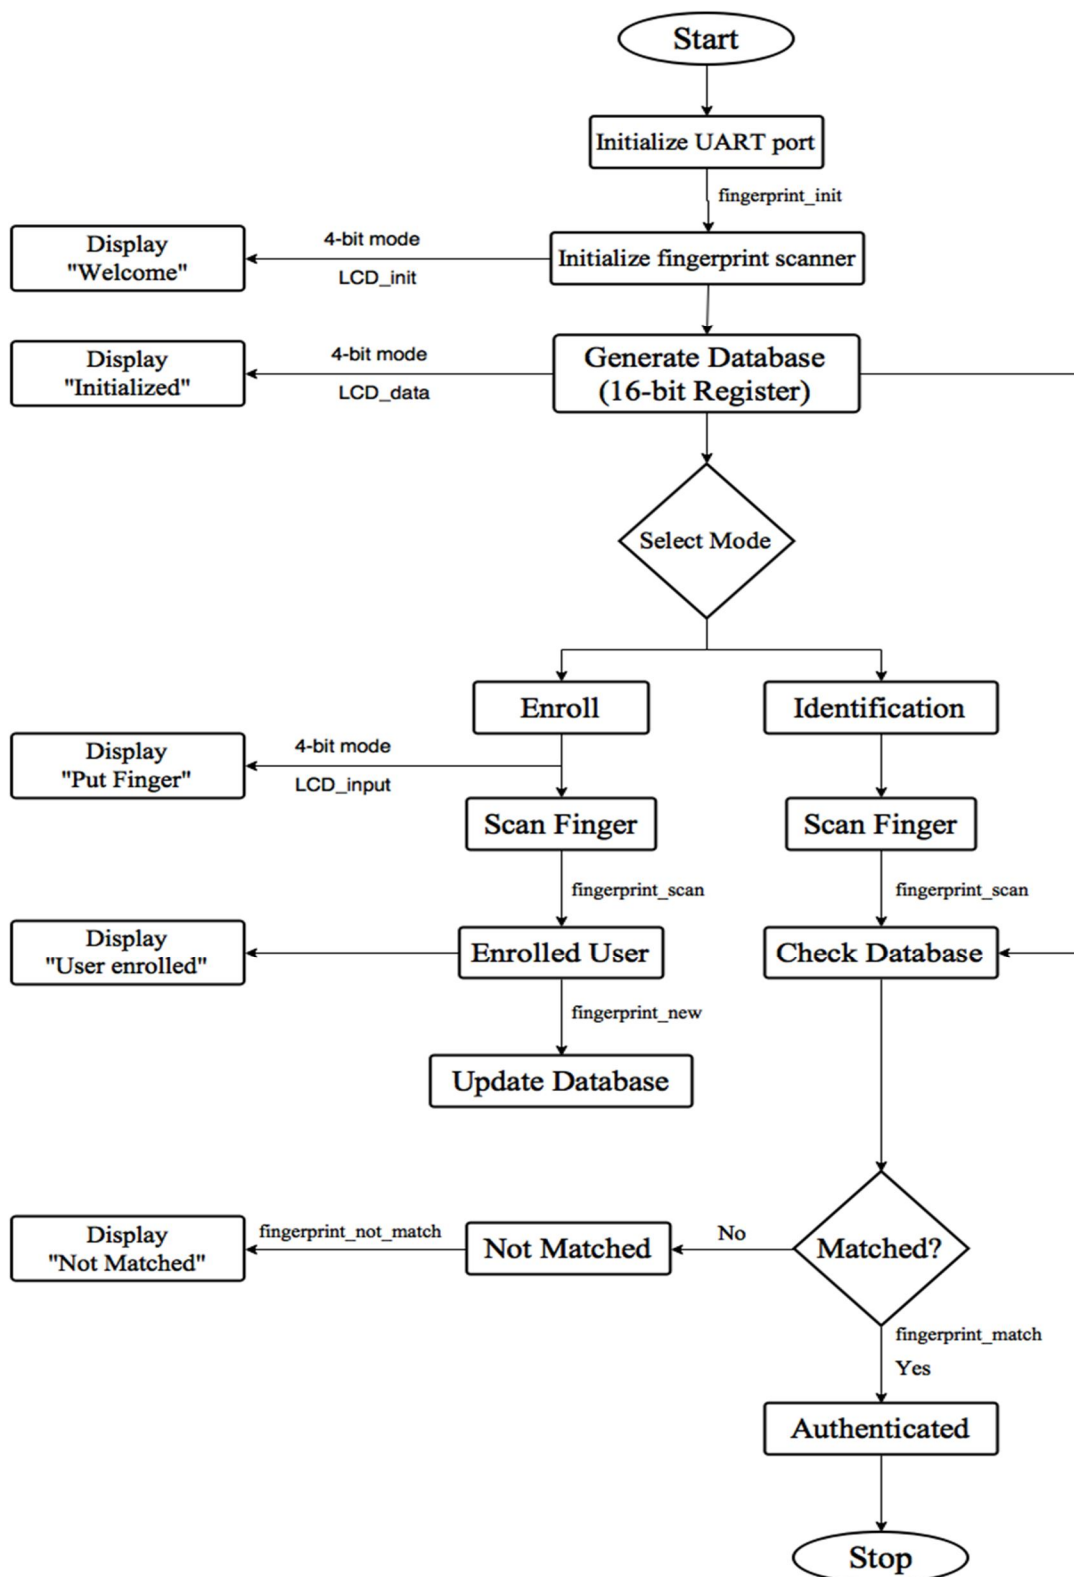 Start
Initialize UART port
fingerprint_init
Display
"Welcome"
4-bit mode
LCD_init
Initialize fingerprint scanner
Display
"Initialized"
4-bit mode
LCD_data
Generate Database
(16-bit Register)
Select Mode
Enroll
Identification
Display
"Put Finger"
4-bit mode
LCD_input
Scan Finger
Scan Finger
fingerprint_scan
fingerprint_scan
Display
"User enrolled"
Enrolled User
Check Database
fingerprint_new
Update Database
Display
"Not Matched"
fingerprint_not_match
Not Matched
No
Matched?
fingerprint_match
Yes
Authenticated
Stop